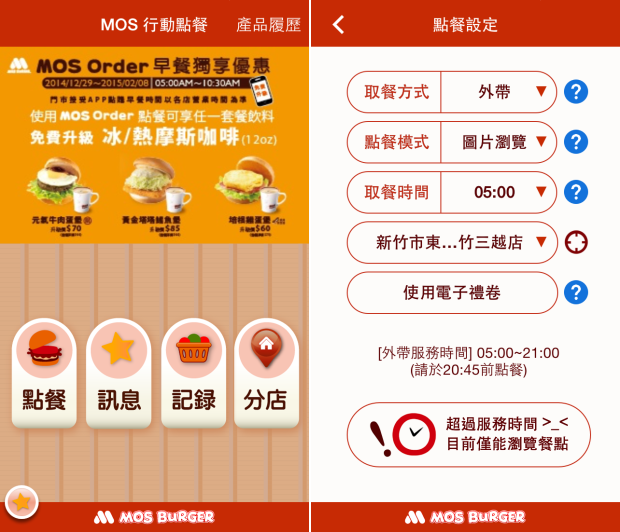 MOS 行動點餐
產品履歷
MOS Order 早餐獨享優惠
2014/12/29~2015/02/08 05:00AM~10:30AM
免費升級
門市接受APP點餐早餐時間以各店營業時間為準
使用 MOS Order 點餐可享任一套餐飲料
免費升級 冰/熱摩斯咖啡(12oz)
元氣牛肉蛋堡
$70
$85
$60
點餐
訊息
記録
分店
MOS BURGER
點餐設定
取餐方式 外帶
點餐模式 圖片瀏覽
取餐時間 05:00
新竹市東...竹三越店
使用電子禮卷
[外帶服務時間] 05:00~21:00
(請於20:45前點餐)
超過服務時間 >_<
目前僅能瀏覽餐點
MOS BURGER